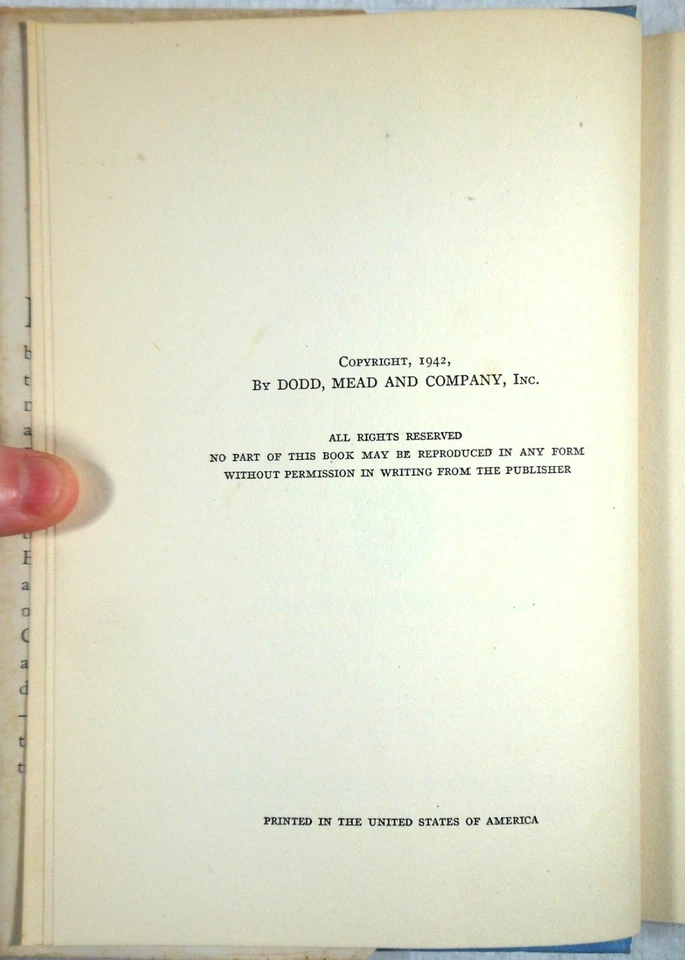 Copyright, 1942,
By DODD, MEAD AND COMPANY, Inc.
ALL RIGHTS RESERVED
NO PART OF THIS BOOK MAY BE REPRODUCED IN ANY FORM
WITHOUT PERMISSION IN WRITING FROM THE PUBLISHER
PRINTED IN THE UNITED STATES OF AMERICA